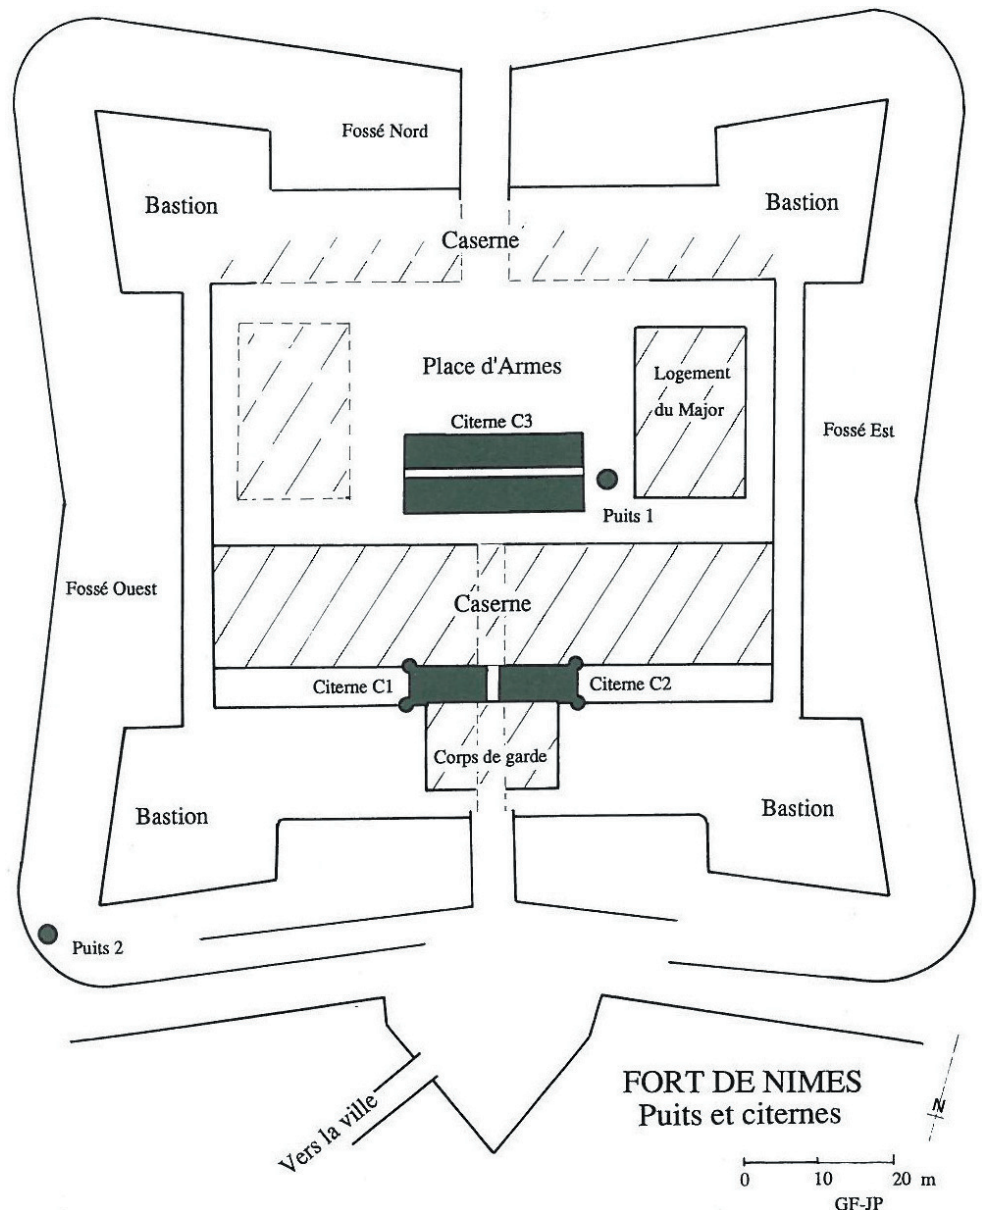 Fossé Nord
Bastion
Bastion
Caserne
Place d'Armes
Logement
du Major
Citerne C3
Fossé Est
Puits 1
Fossé Ouest
Caserne
Citerne C1
Citerne C2
Corps de garde
Bastion
Bastion
Puits 2
Vers la ville
FORT DE NIMES
Puits et citernes
N
0 10 20 m
GF-JP